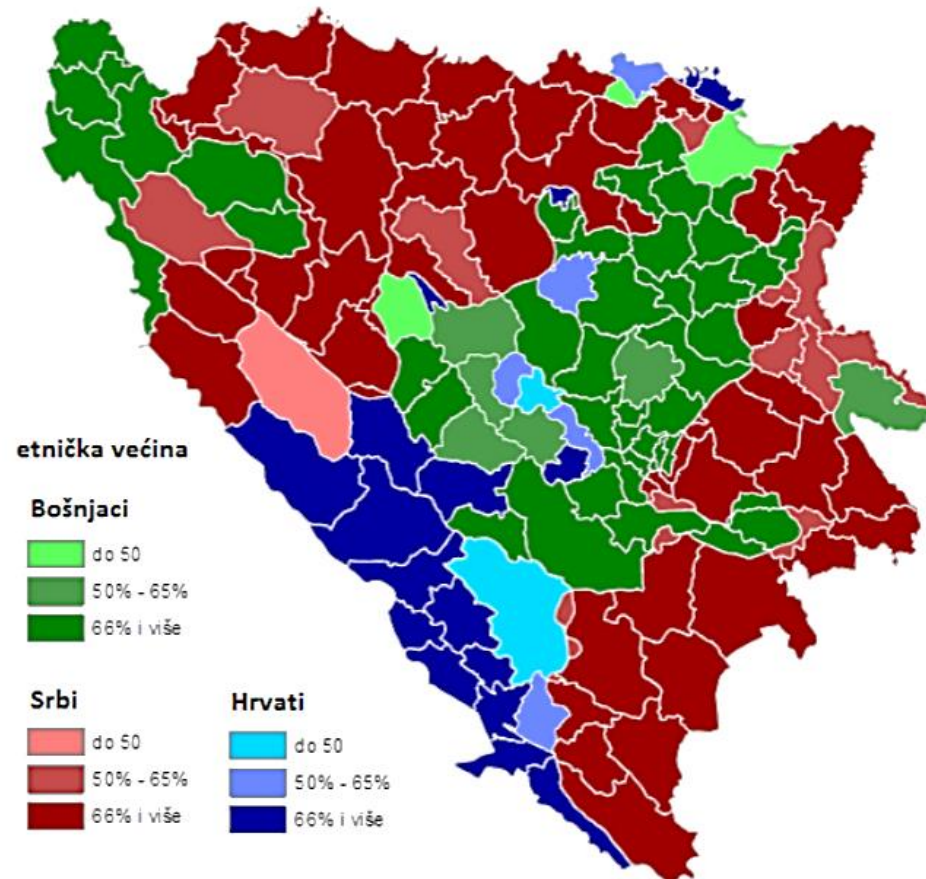 etnička većina
Bošnjaci
do 50
50% - 65%
66% i više
Srbi
do 50
50% - 65%
66% i više
Hrvati
do 50
50% - 65%
66% i više